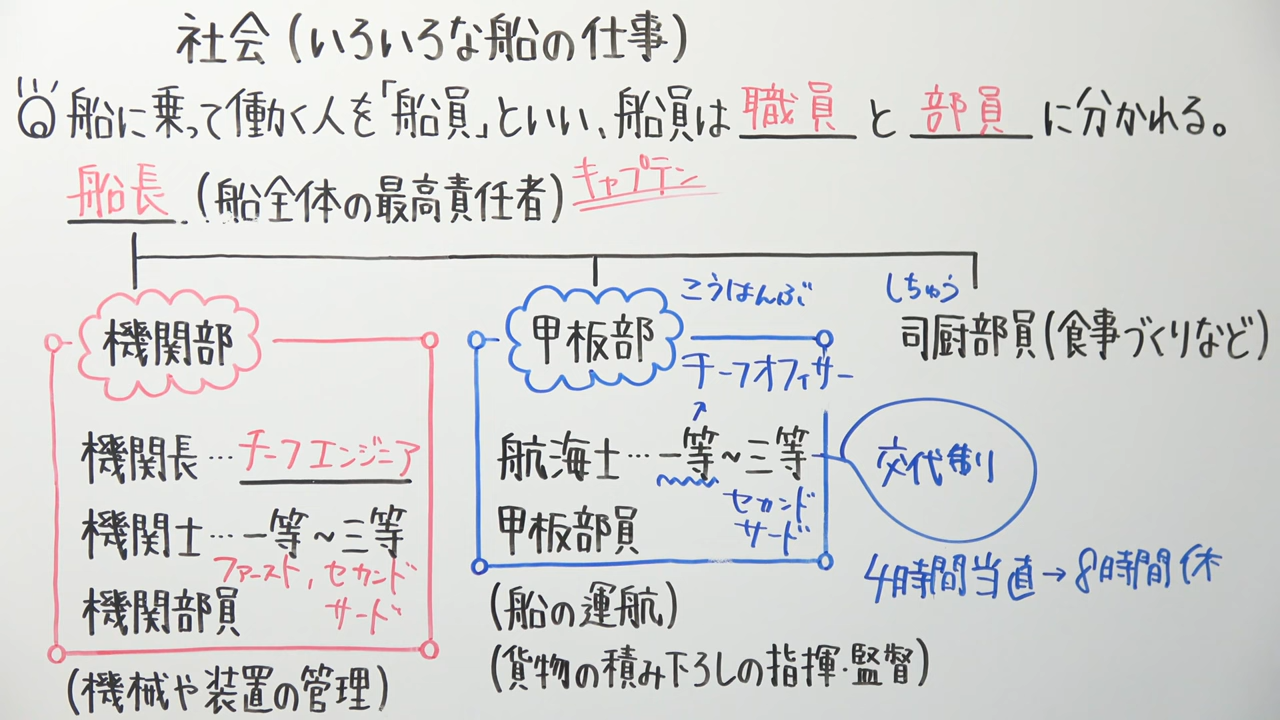 社会(いろいろな船の仕事)
船に乗って働く人を「船員」といい、船員は 職員 と 部員 に分かれる。
船長 (船全体の最高責任者) キャプテン
機関部
機関長…チーフエンジニア
機関士…一等~三等
ファースト,セカンド
サード
機関部員
(機械や装置の管理)
こうはんぶ
甲板部
チーフオフィサー
↑
航海士…一等~三等
セカンド
サード
甲板部員
(船の運航)
(貨物の積み下ろしの指揮・監督)
しちゅう
司厨部員(食事づくりなど)
交代制り
4時間当直→8時間休